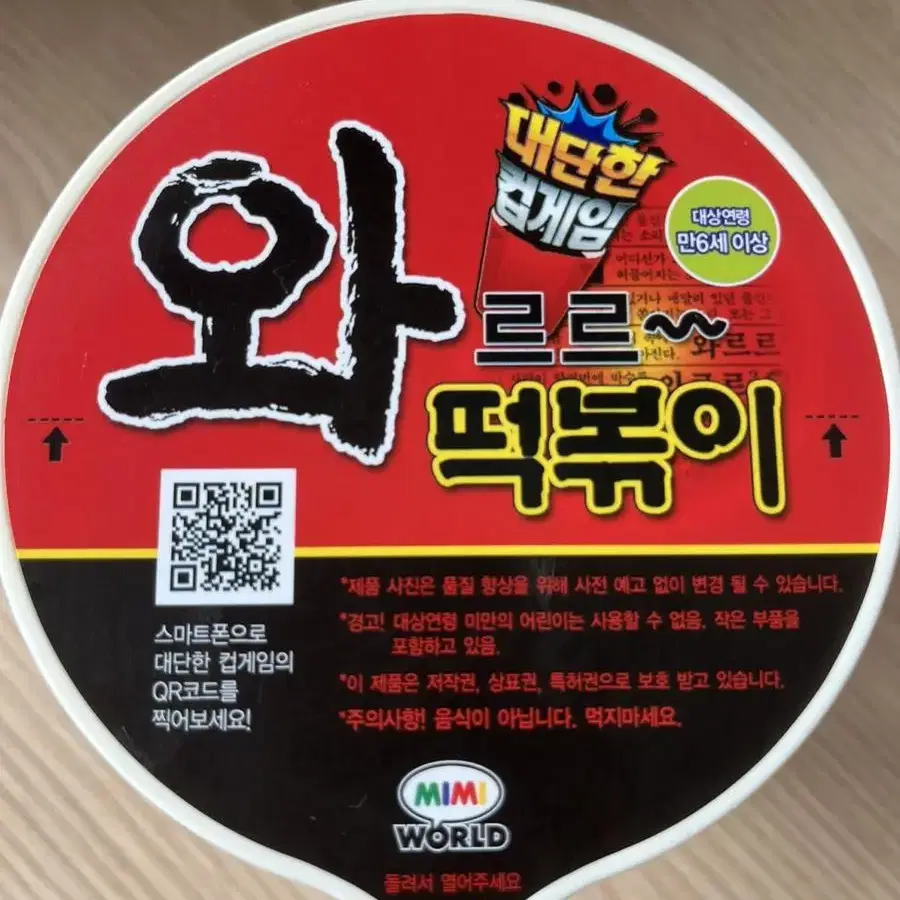 대단한
컵게임
대상연령
만6세 이상
와르르~
떡볶이
스마트폰으로
대단한 컵게임의
QR코드를
찍어보세요!
*제품 사진은 품질 향상을 위해 사전 예고 없이 변경 될 수 있습니다.
*경고! 대상연령 미만의 어린이는 사용할 수 없음. 작은 부품을
포함하고 있음.
*이 제품은 저작권, 상표권, 특허권으로 보호 받고 있습니다.
*주의사항! 음식이 아닙니다. 먹지마세요.
MIMI
WORLD
돌려서 열어주세요